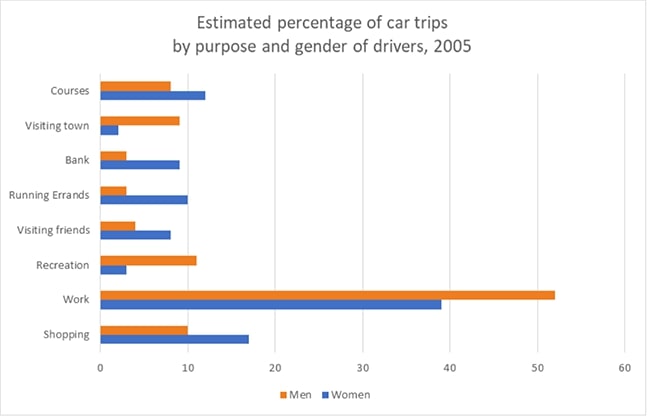 Estimated percentage of car trips
by purpose and gender of drivers, 2005
Courses
Visiting town
Bank
Running Errands
Visiting friends
Recreation
Work
Shopping
0 10 20 30 40 50 60
Men Women